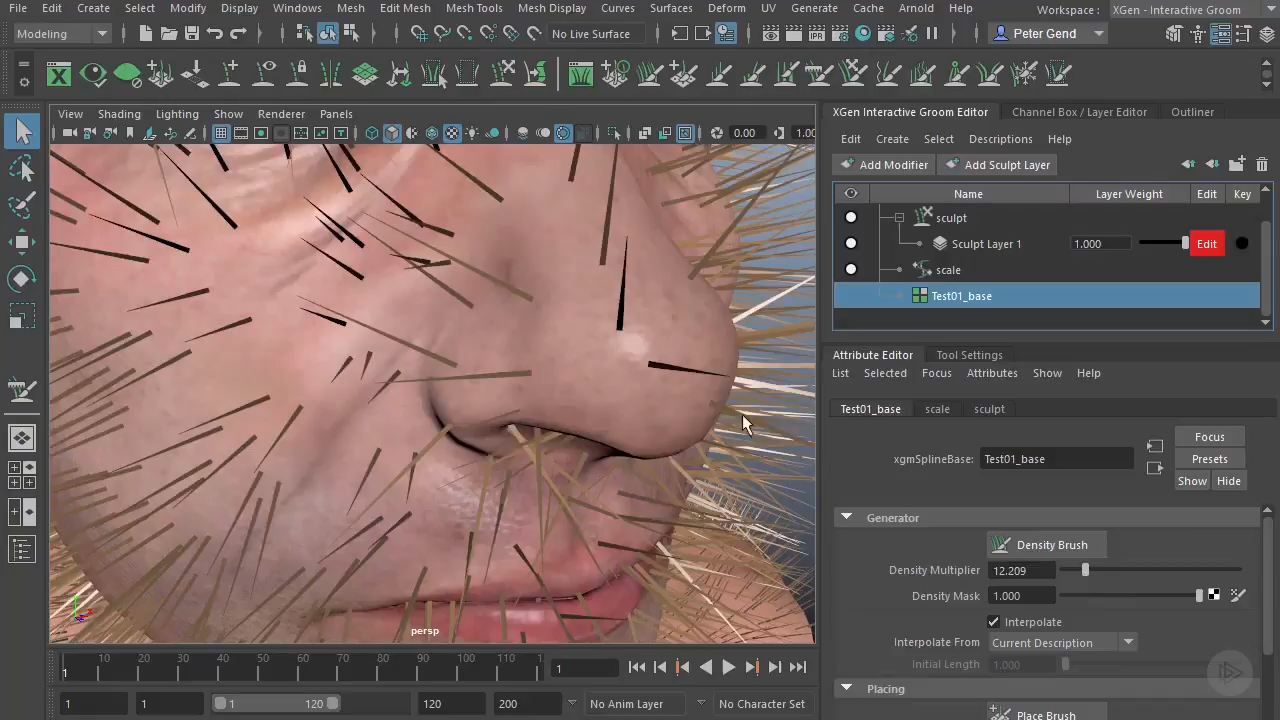 File Edit Create Select Modify Display Windows Mesh Edit Mesh Mesh Tools Mesh Display Curves Surfaces Deform UV Generate Cache Arnold Help Workspace : XGen - Interactive Groom
Modeling No Live Surface Peter Gend
View Shading Lighting Show Renderer Panels
0.00 1.00
XGen Interactive Groom Editor Channel Box / Layer Editor Outliner
Edit Create Select Descriptions Help
Add Modifier Add Sculpt Layer
Name Layer Weight Edit Key
sculpt
Sculpt Layer 1 1.000 Edit
scale
Test01_base
Attribute Editor Tool Settings
List Selected Focus Attributes Show Help
Test01_base scale sculpt
Focus
xgmSplineBase: Test01_base Presets
Show Hide
Generator
Density Brush
Density Multiplier 12.209
Density Mask 1.000
Interpolate
Interpolate From Current Description
Initial Length 1.000
Placing
Place Brush
persp
10 20 30 40 50 60 70 80 90 100 110
1 1
1 1 1 120 120 200 No Anim Layer No Character Set